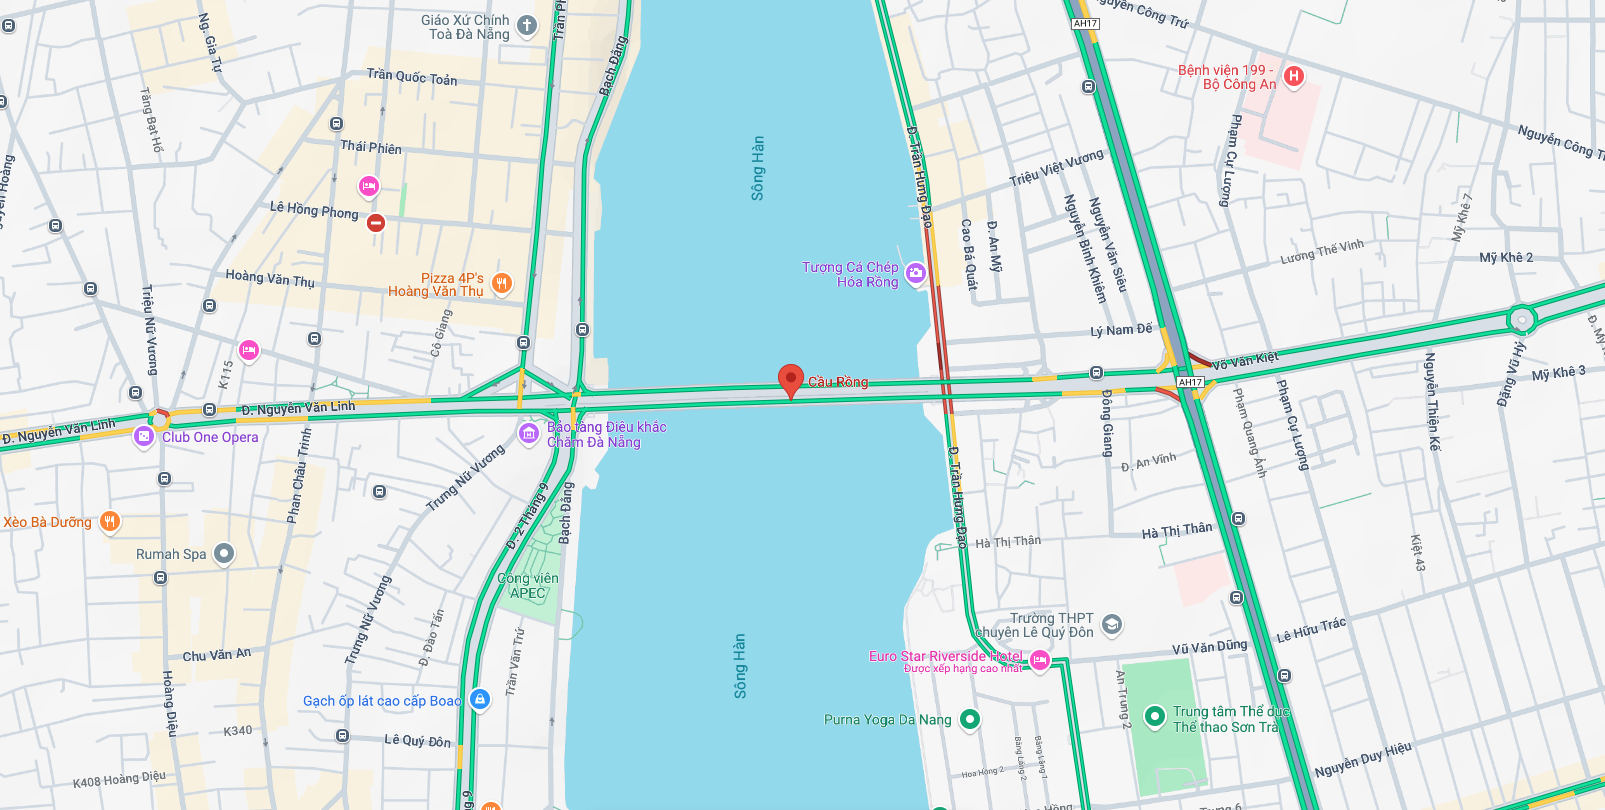 Giáo Xứ Chính
Toà Đà Nẵng
Trần Ph
Bạch Đằng
AH17
Nguyễn Công Trứ
Ng. Gia Tự
Trần Quốc Toản
Bệnh viện 199 -
Bộ Công An
Tăng Bạt Hổ
Thái Phiên
Sông Hàn
Đ. Trần Hưng Đạo
Triệu Việt Vương
Phạm Cự Lượng
Nguyễn Công Tr
Lê Hồng Phong
Cao Bá Quát
Đ. An Mỹ
Nguyễn Bỉnh Khiêm
Nguyễn Văn Siêu
Lương Thế Vinh
Mỹ Khê 7
Mỹ Khê 2
Hoàng Văn Thụ
Pizza 4P's
Hoàng Văn Thụ
Tượng Cá Chép
Hóa Rồng
Triệu Nữ Vương
Cô Giang
Lý Nam Đế
K115
Cầu Rồng
Võ Văn Kiệt
AH17
Mỹ Khê 3
Đặng Vũ Hỷ
Nguyễn Thiện Kế
Đ. Nguyễn Văn Linh
Đ. Nguyễn Văn Linh
Club One Opera
Bảo tàng Điêu khắc
Chăm Đà Nẵng
Đông Giang
Phạm Quang Ảnh
Phạm Cự Lượng
Phan Châu Trinh
Trưng Nữ Vương
Đ. An Vĩnh
Đ. 2 Tháng 9
Bạch Đằng
Đ. Trần Hưng Đạo
Xèo Bà Dưỡng
Rumah Spa
Hà Thị Thân
Hà Thị Thân
Kiệt 43
Công viên
APEC
Trưng Nữ Vương
Đ. Đào Tấn
Trần Văn Trứ
Trường THPT
chuyên Lê Quý Đôn
Lê Hữu Trác
Vũ Văn Dũng
Chu Văn An
Sông Hàn
Euro Star Riverside Hotel
Được xếp hạng cao nhất
Hoàng Diệu
Gạch ốp lát cao cấp Boao
An Trung 2
Purna Yoga Da Nang
Trung tâm Thể dục
Thể thao Sơn Trà
K340
Lê Quý Đôn
Bằng Lăng 2
Bằng Lăng 1
Hoa Hồng 2
Nguyễn Duy Hiệu
K408 Hoàng Diệu